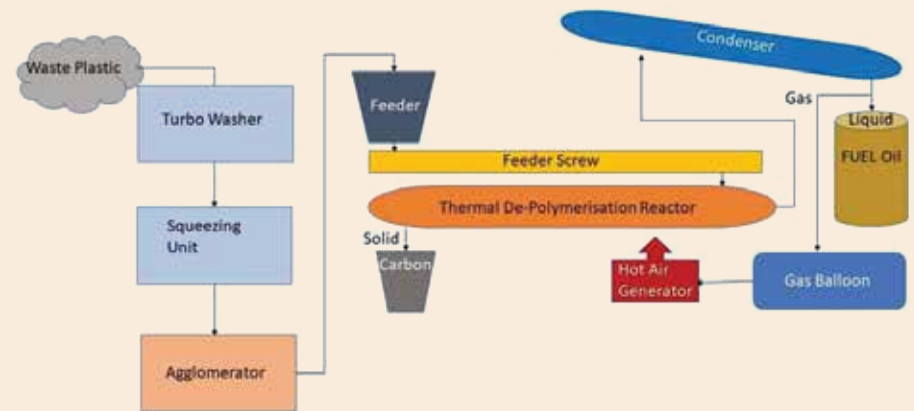 Waste Plastic
Turbo Washer
Squeezing
Unit
Agglomerator
Feeder
Feeder Screw
Thermal De-Polymerisation Reactor
Solid
Carbon
Hot Air
Generator
Condenser
Gas
Liquid
FUEL Oil
Gas Balloon